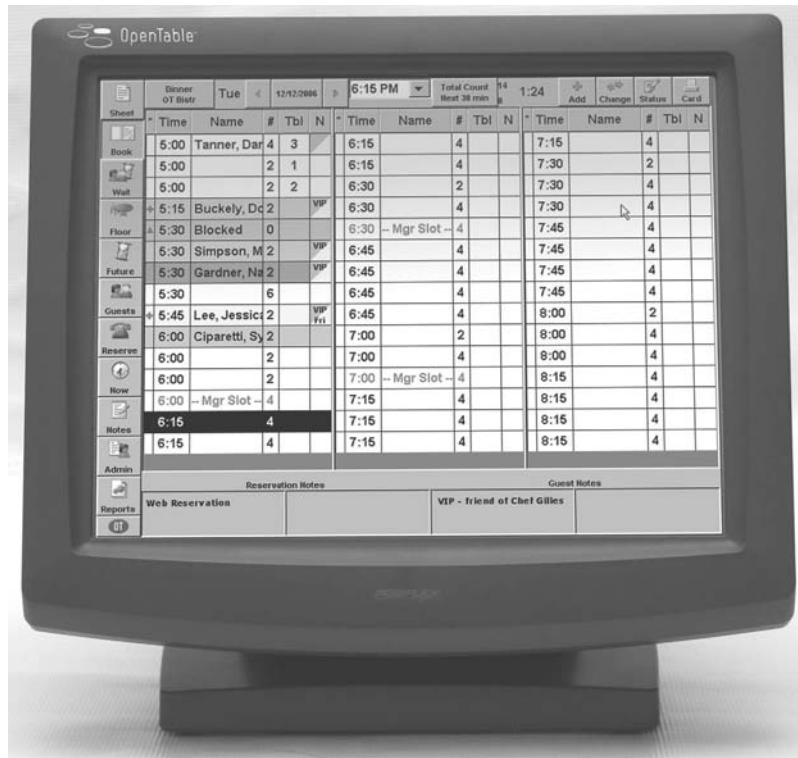 OpenTable
Dinner OT Bistr Tue 12/12/2006 6:15 PM Total Count Next 30 min 14 8 1:24 Add Change Status Card
Sheet
Book
Wait
Floor
Future
Guests
Reserve
Now
Notes
Admin
Reports
OT
* Time Name # Tbl N
5:00 Tanner, Dar 4 3
5:00 2 1
5:00 2 2
+ 5:15 Buckely, Dc 2 VIP
5:30 Blocked 0
5:30 Simpson, M 2 VIP
5:30 Gardner, Na 2 VIP
5:30 6
+ 5:45 Lee, Jessica 2 VIP Fri
6:00 Ciparetti, Sy 2
6:00 2
6:00 2
6:00 -- Mgr Slot -- 4
6:15 4
6:15 4
* Time Name # Tbl N
6:15 4
6:15 4
6:30 2
6:30 4
6:30 -- Mgr Slot -- 4
6:45 4
6:45 4
6:45 4
6:45 4
7:00 2
7:00 4
7:00 -- Mgr Slot -- 4
7:15 4
7:15 4
7:15 4
* Time Name # Tbl N
7:15 4
7:30 2
7:30 4
7:30 4
7:45 4
7:45 4
7:45 4
7:45 4
8:00 2
8:00 4
8:00 4
8:15 4
8:15 4
8:15 4
8:15 4
Reservation Notes
Web Reservation
Guest Notes
VIP - friend of Chef Gilles